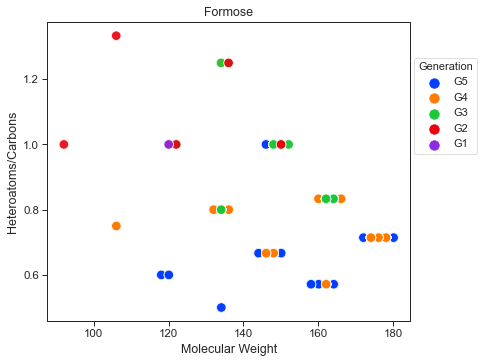 Formose
Heteroatoms/Carbons
1.2
1.0
0.8
0.6
100
120
140
160
180
Molecular Weight
Generation
G5
G4
G3
G2
G1